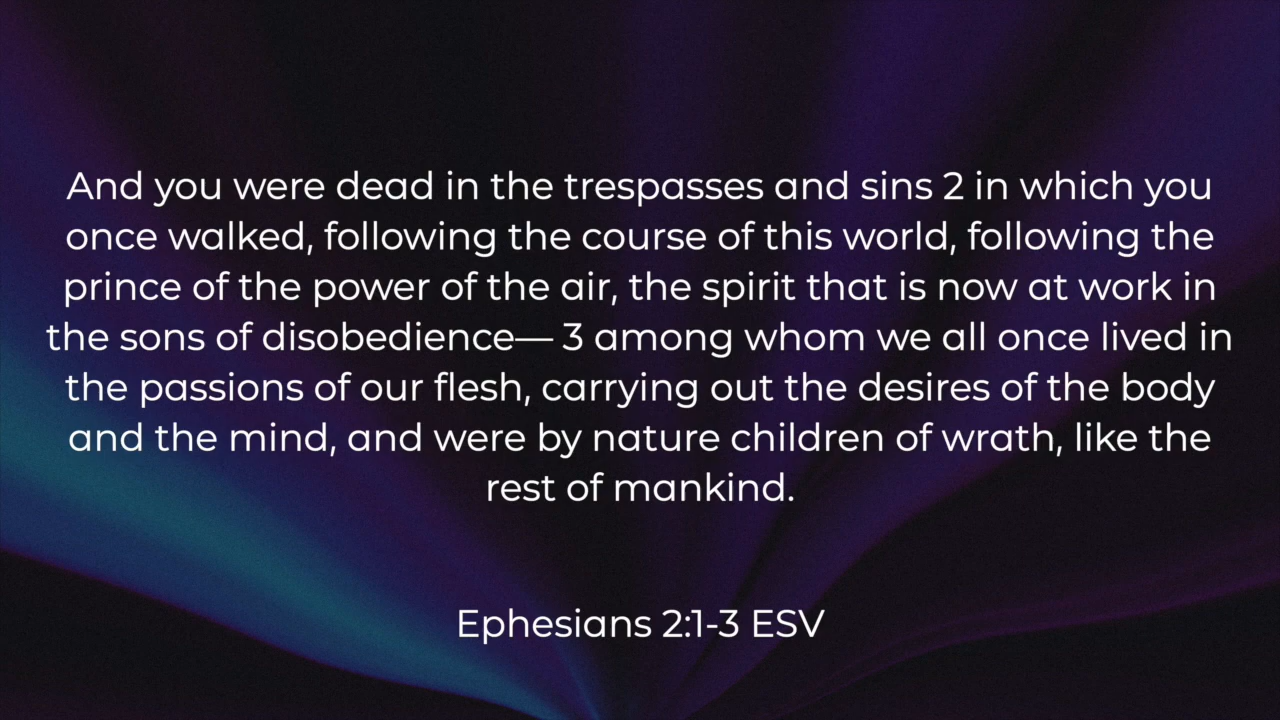 And you were dead in the trespasses and sins 2 in which you
once walked, following the course of this world, following the
prince of the power of the air, the spirit that is now at work in
the sons of disobedience— 3 among whom we all once lived in
the passions of our flesh, carrying out the desires of the body
and the mind, and were by nature children of wrath, like the
rest of mankind.
Ephesians 2:1-3 ESV